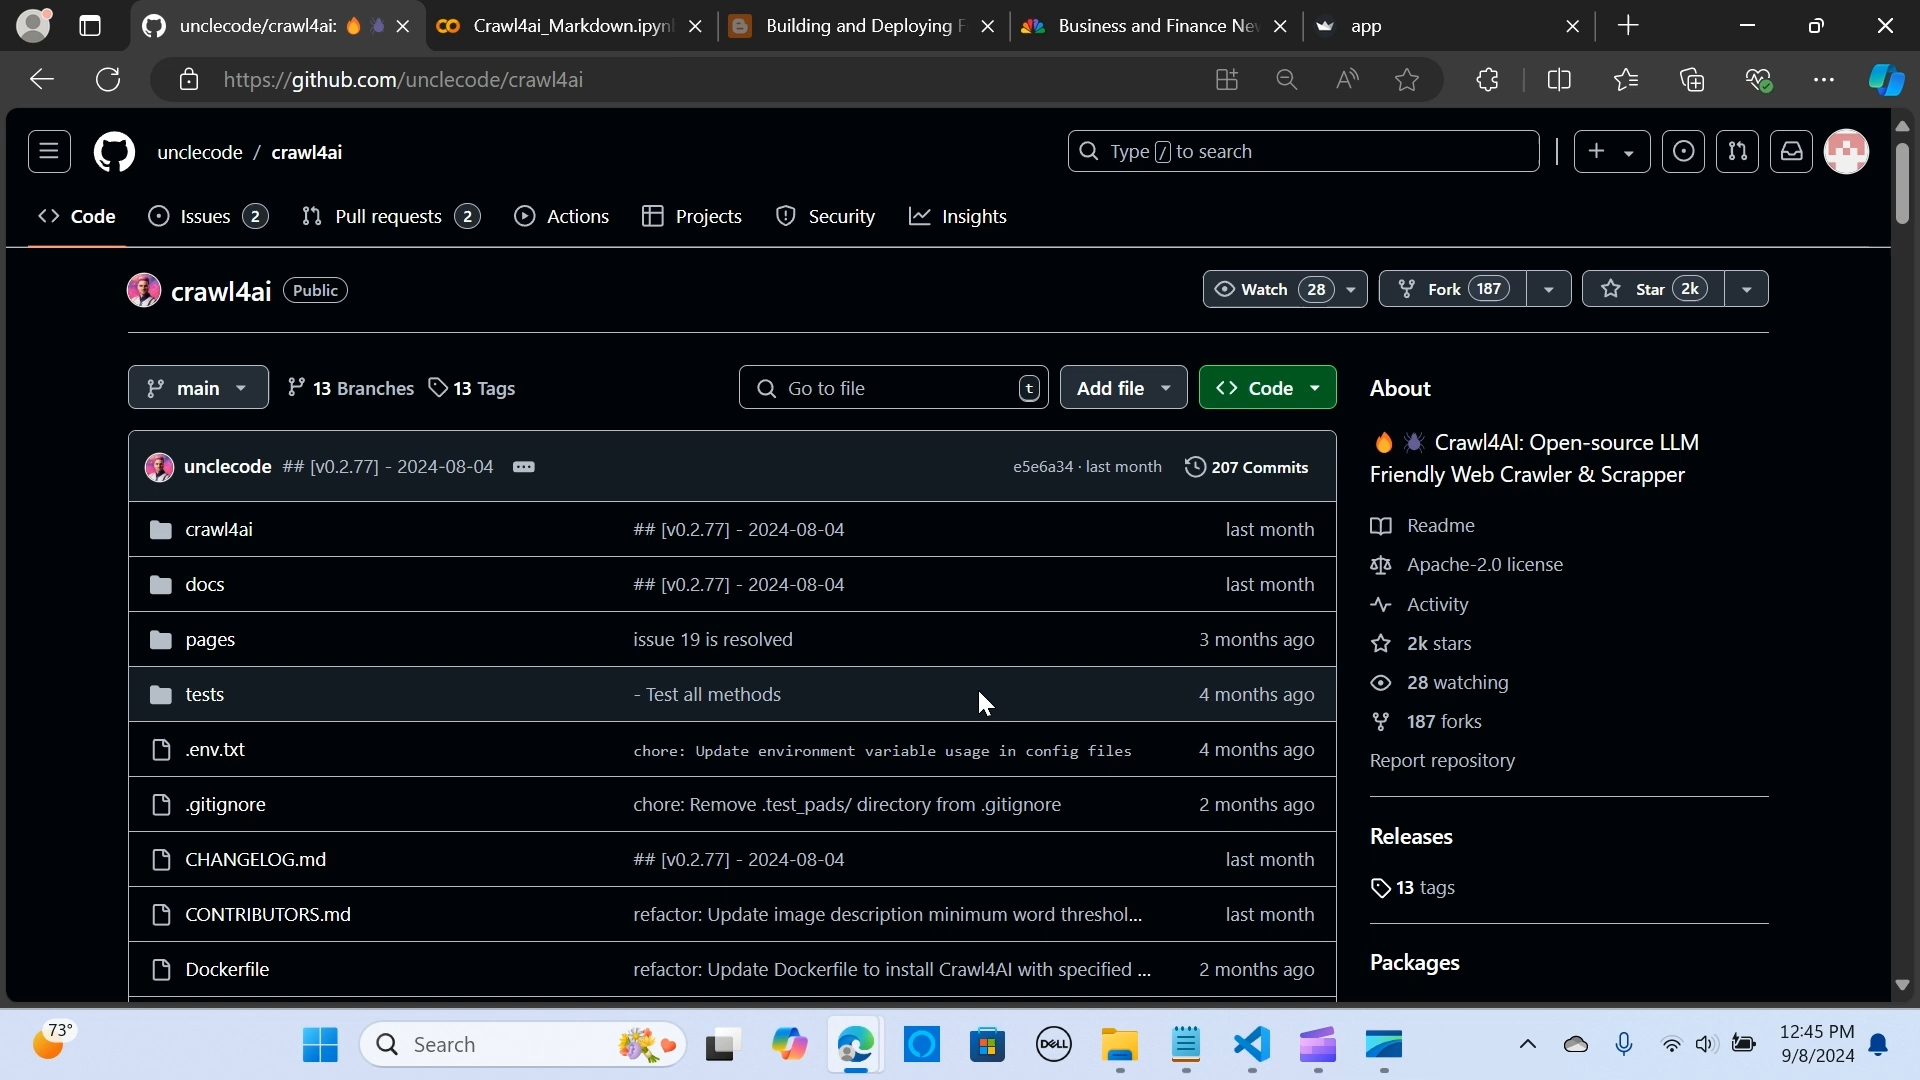 unclecode/crawl4ai: 🔥 🕷
Crawl4ai_Markdown.ipyn
Building and Deploying F
Business and Finance Ne
app
https://github.com/unclecode/crawl4ai
unclecode / crawl4ai
Type / to search
Code
Issues 2
Pull requests 2
Actions
Projects
Security
Insights
crawl4ai Public
Watch 28
Fork 187
Star 2k
main
13 Branches
13 Tags
Go to file t
Add file
Code
unclecode ## [v0.2.77] - 2024-08-04
e5e6a34 · last month
207 Commits
crawl4ai ## [v0.2.77] - 2024-08-04 last month
docs ## [v0.2.77] - 2024-08-04 last month
pages issue 19 is resolved 3 months ago
tests - Test all methods 4 months ago
.env.txt chore: Update environment variable usage in config files 4 months ago
.gitignore chore: Remove .test_pads/ directory from .gitignore 2 months ago
CHANGELOG.md ## [v0.2.77] - 2024-08-04 last month
CONTRIBUTORS.md refactor: Update image description minimum word threshol... last month
Dockerfile refactor: Update Dockerfile to install Crawl4AI with specified ... 2 months ago
About
🔥 🕷 Crawl4AI: Open-source LLM
Friendly Web Crawler & Scrapper
Readme
Apache-2.0 license
Activity
2k stars
28 watching
187 forks
Report repository
Releases
13 tags
Packages
73°
Search
DELL
12:45 PM
9/8/2024